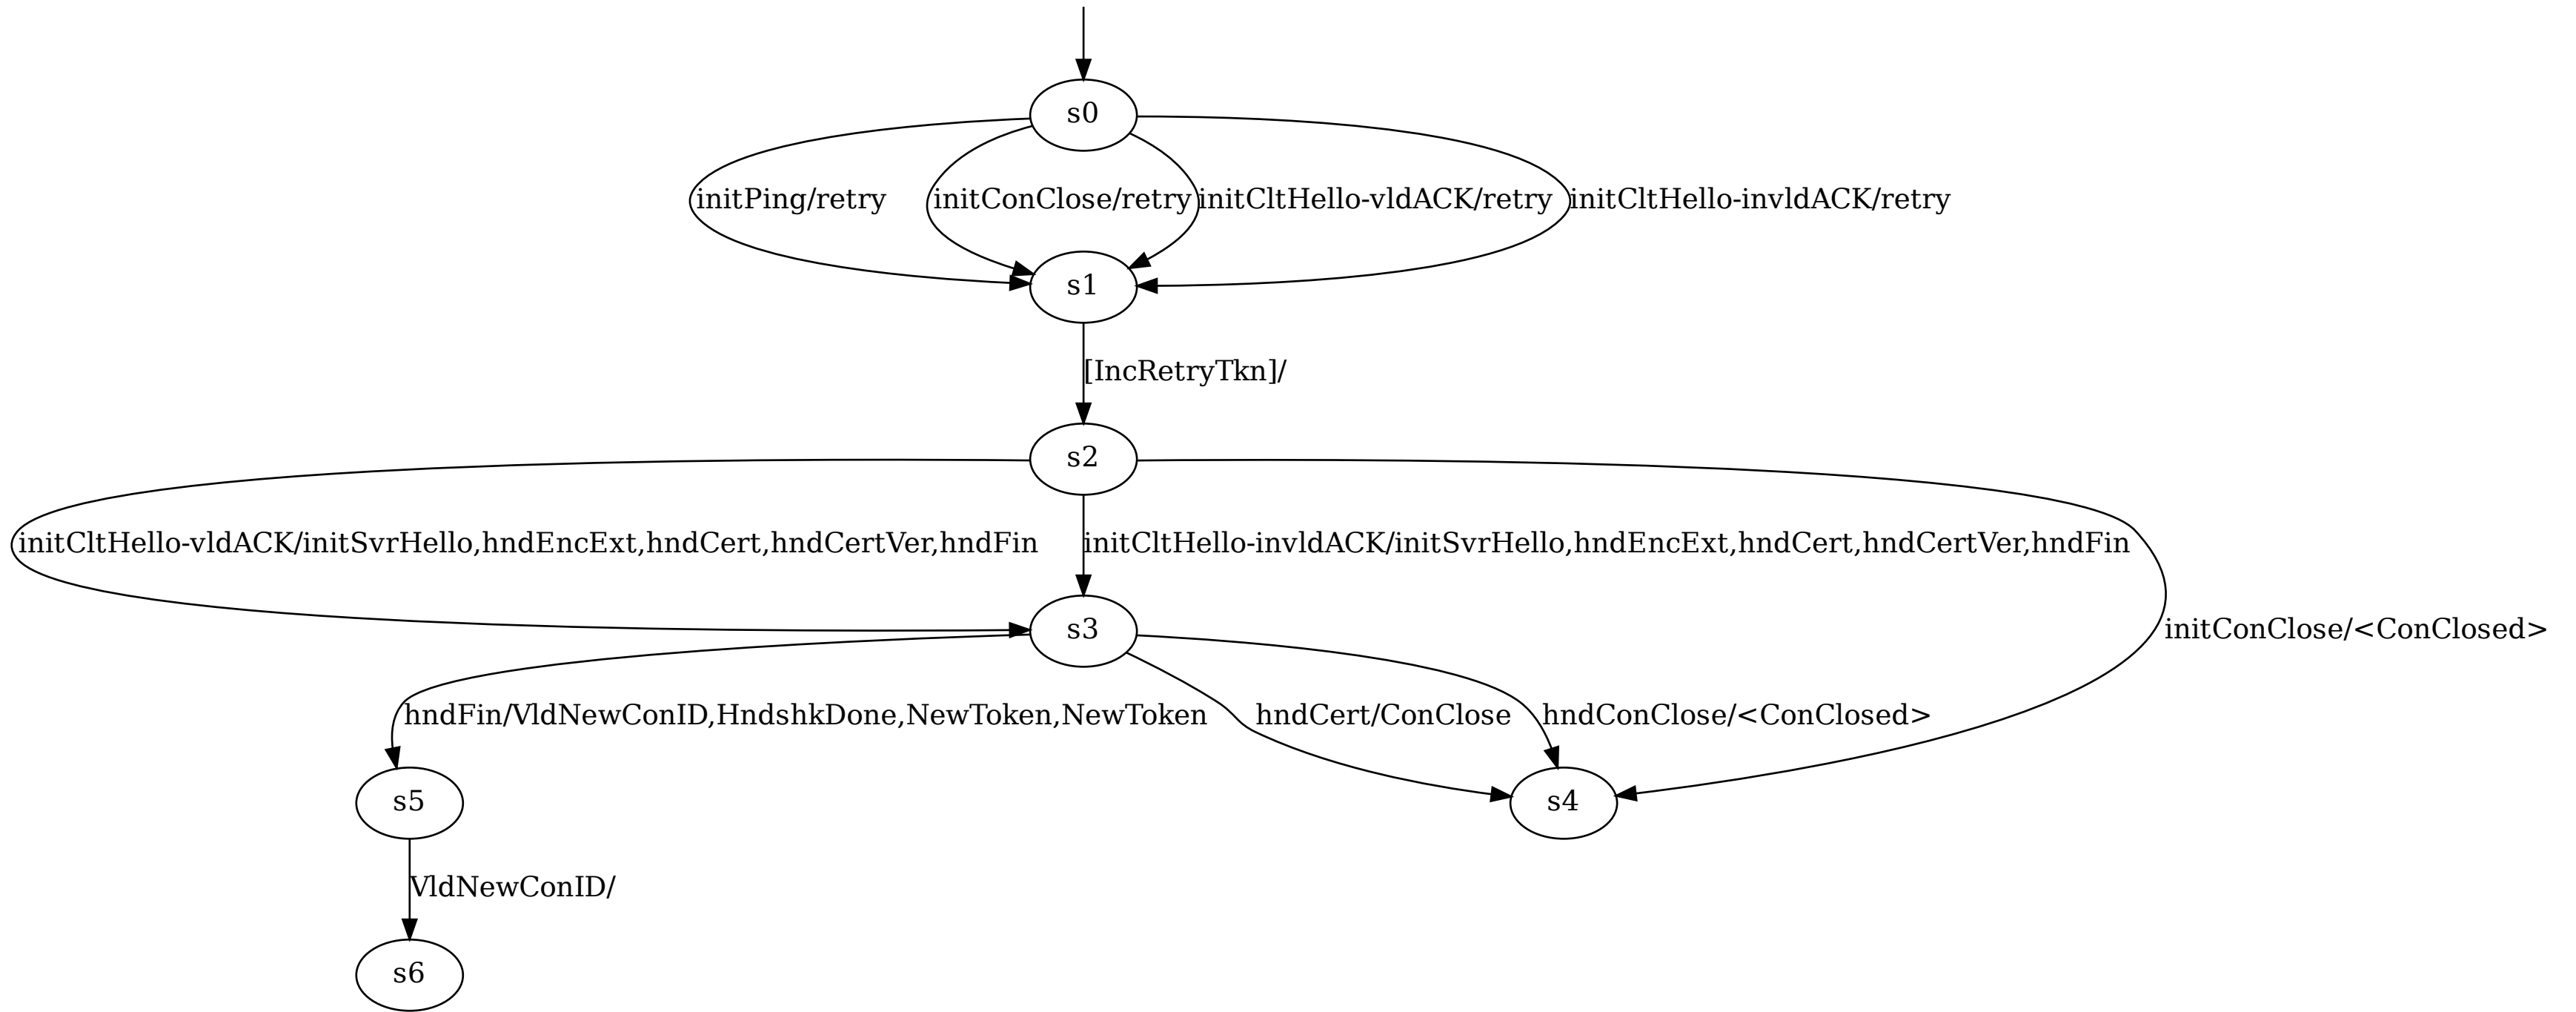 s0
initPing/retry
initConClose/retry
initCltHello-vldACK/retry
initCltHello-invldACK/retry
s1
[IncRetryTkn]/
s2
initCltHello-vldACK/initSvrHello,hndEncExt,hndCert,hndCertVer,hndFin
initCltHello-invldACK/initSvrHello,hndEncExt,hndCert,hndCertVer,hndFin
s3
initConClose/<ConClosed>
hndFin/VldNewConID,HndshkDone,NewToken,NewToken
hndCert/ConClose
hndConClose/<ConClosed>
s5
s4
VldNewConID/
s6